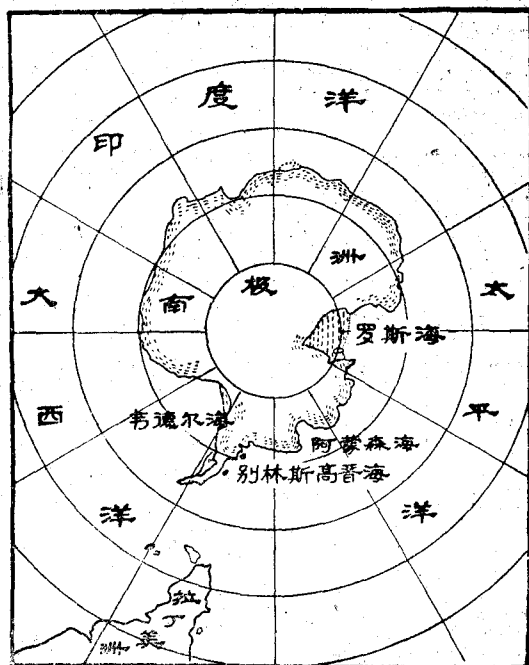 印度洋
南极洲
大西洋
太平洋
罗斯海
韦德尔海
阿蒙森海
别林斯高晋海
拉丁美洲